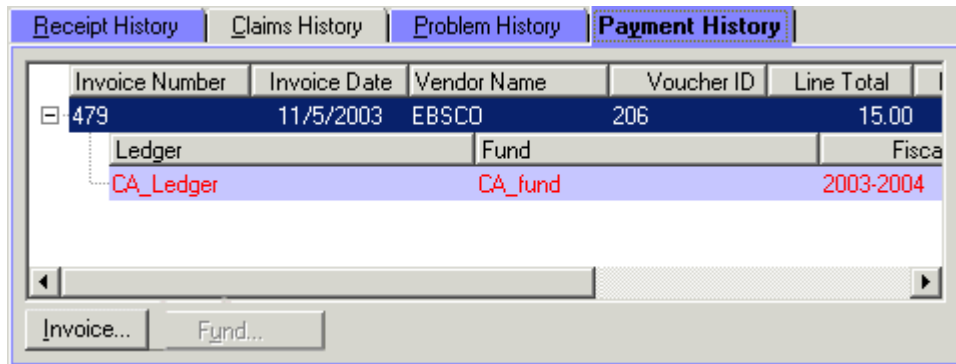 Receipt History Claims History Problem History Payment History
Invoice Number Invoice Date Vendor Name Voucher ID Line Total
479 11/5/2003 EBSCO 206 15.00
Ledger Fund Fisca
CA_Ledger CA_fund 2003-2004
Invoice... Fund...